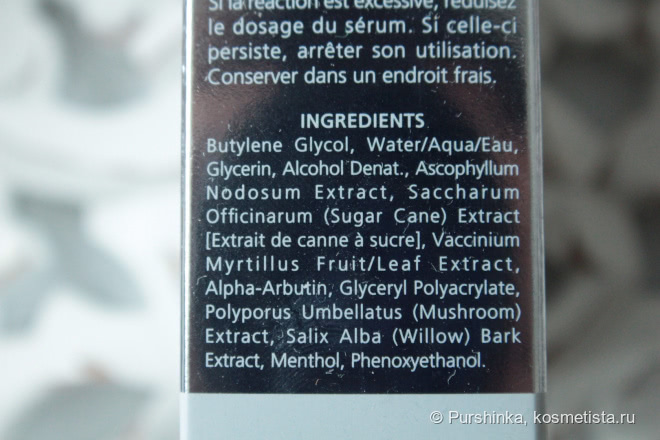 Si la réaction est excessive, réduisez
le dosage du sérum. Si celle-ci
persiste, arrêter son utilisation.
Conserver dans un endroit frais.
INGREDIENTS
Butylene Glycol, Water/Aqua/Eau,
Glycerin, Alcohol Denat., Ascophyllum
Nodosum Extract, Saccharum
Officinarum (Sugar Cane) Extract
[Extrait de canne à sucre], Vaccinium
Myrtillus Fruit/Leaf Extract,
Alpha-Arbutin, Glyceryl Polyacrylate,
Polyporus Umbellatus (Mushroom)
Extract, Salix Alba (Willow) Bark
Extract, Menthol, Phenoxyethanol.
© Purshinka, kosmetista.ru